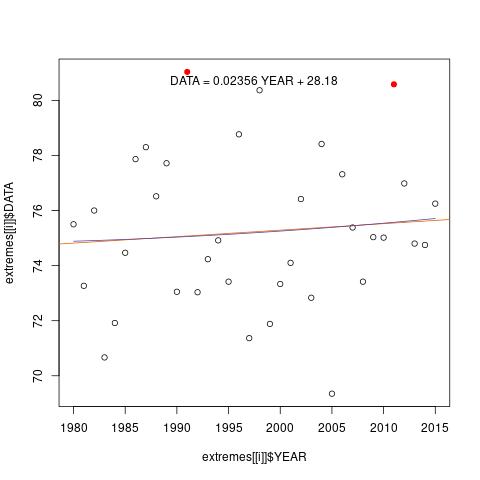 DATA = 0.02356 YEAR + 28.18
extremes[[i]]$DATA
80
78
76
74
72
70
1980 1985 1990 1995 2000 2005 2010 2015
extremes[[i]]$YEAR